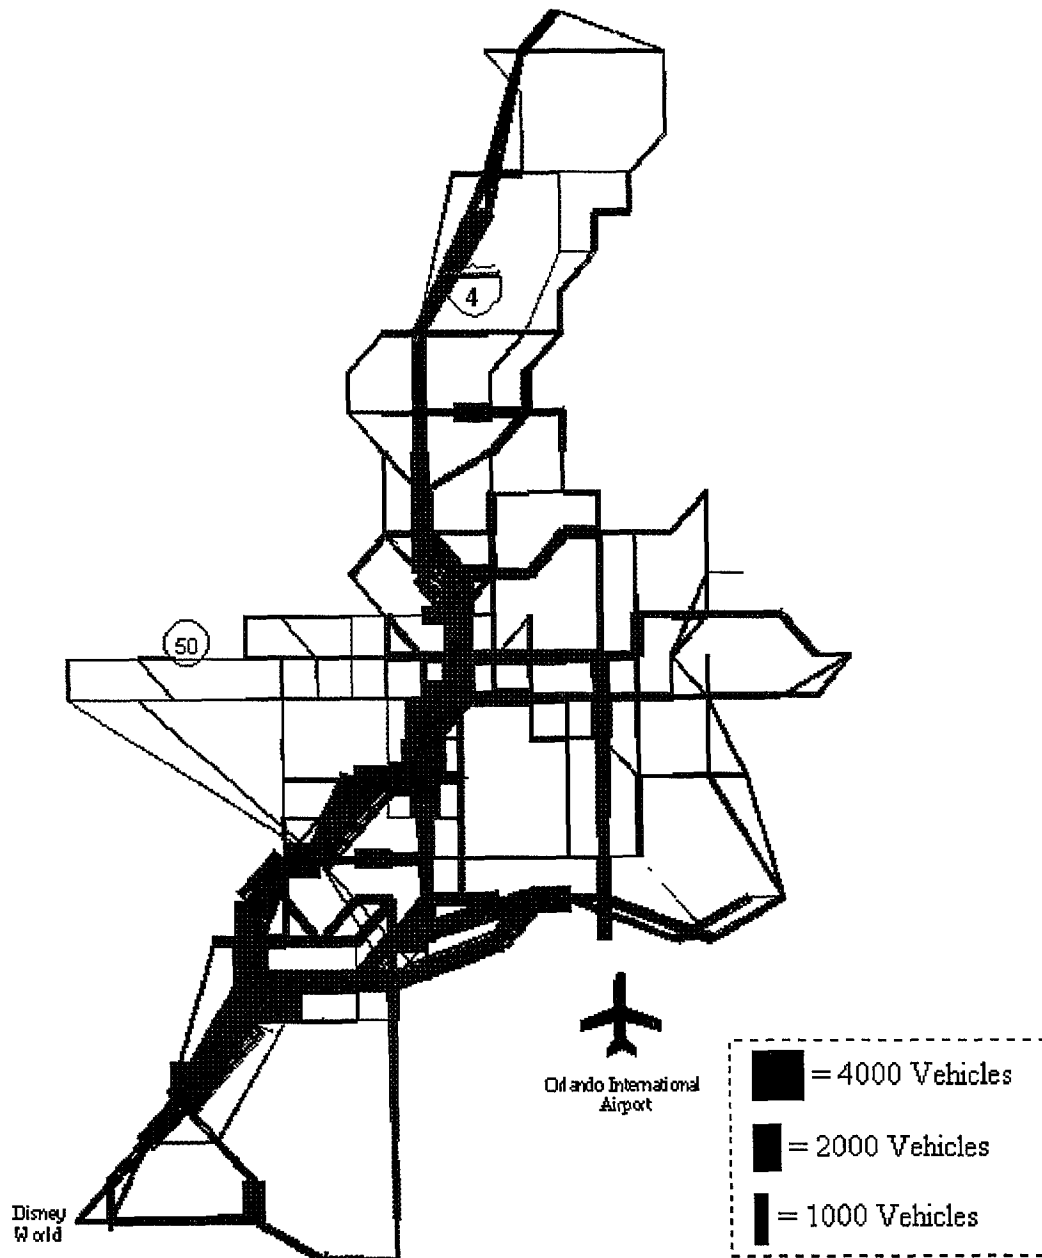 4
50
Orlando International
Airport
= 4000 Vehicles
= 2000 Vehicles
= 1000 Vehicles
Disney
World